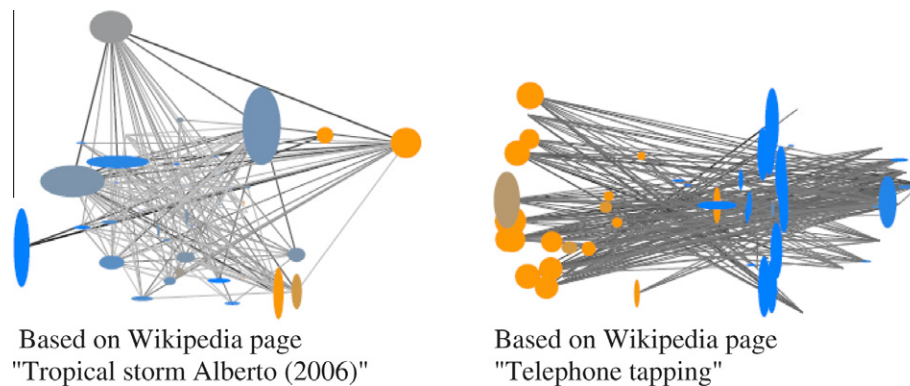 Based on Wikipedia page
"Tropical storm Alberto (2006)"
Based on Wikipedia page
"Telephone tapping"